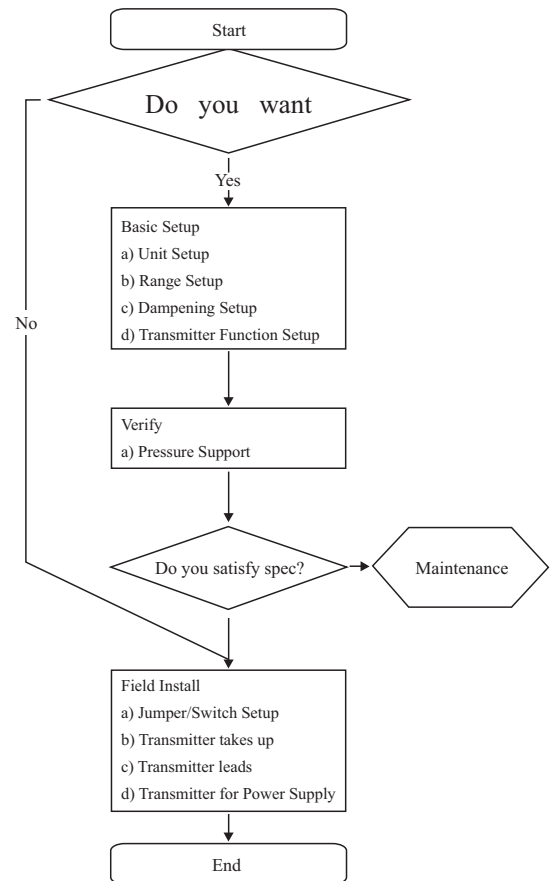 Start
Do you want
Yes
Basic Setup
a) Unit Setup
b) Range Setup
c) Dampening Setup
d) Transmitter Function Setup
No
Verify
a) Pressure Support
Do you satisfy spec?
Maintenance
Field Install
a) Jumper/Switch Setup
b) Transmitter takes up
c) Transmitter leads
d) Transmitter for Power Supply
End